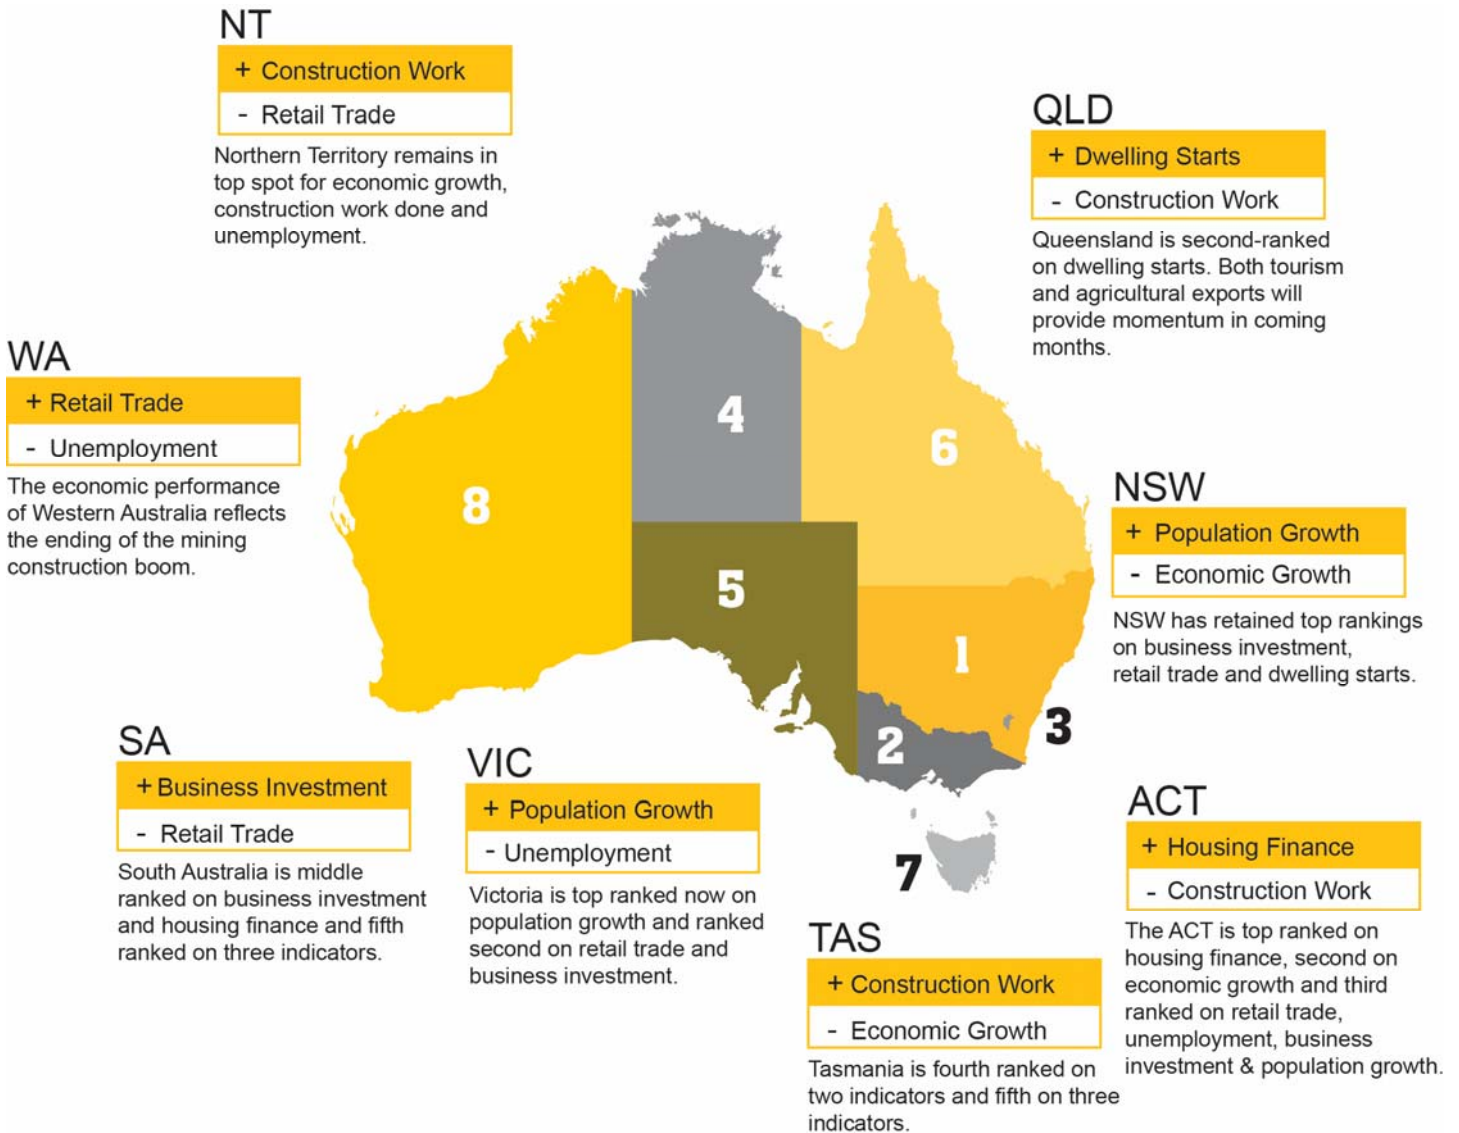 NT
+ Construction Work
- Retail Trade
Northern Territory remains in
top spot for economic growth,
construction work done and
unemployment.
QLD
+ Dwelling Starts
- Construction Work
Queensland is second-ranked
on dwelling starts. Both tourism
and agricultural exports will
provide momentum in coming
months.
WA
+ Retail Trade
- Unemployment
The economic performance
of Western Australia reflects
the ending of the mining
construction boom.
8
4
6
5
1
2
3
7
NSW
+ Population Growth
- Economic Growth
NSW has retained top rankings
on business investment,
retail trade and dwelling starts.
SA
+ Business Investment
- Retail Trade
South Australia is middle
ranked on business investment
and housing finance and fifth
ranked on three indicators.
VIC
+ Population Growth
- Unemployment
Victoria is top ranked now on
population growth and ranked
second on retail trade and
business investment.
TAS
+ Construction Work
- Economic Growth
Tasmania is fourth ranked on
two indicators and fifth on three
indicators.
ACT
+ Housing Finance
- Construction Work
The ACT is top ranked on
housing finance, second on
economic growth and third
ranked on retail trade,
unemployment, business
investment & population growth.